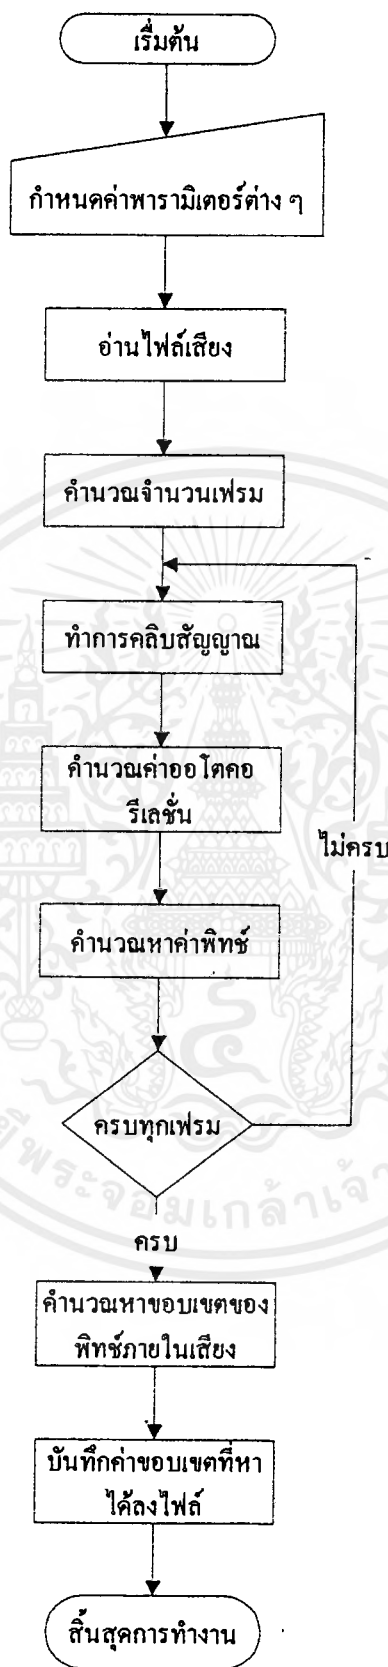 เริ่มต้น
กำหนดค่าพารามิเตอร์ต่าง ๆ
อ่านไฟล์เสียง
คำนวณจำนวนเฟรม
ทำการคลิบสัญญาณ
คำนวณค่าออโตคอ
รีเลชั่น
ไม่ครบ
คำนวณหาค่าพิทช์
ครบทุกเฟรม
ครบ
คำนวณหาขอบเขตของ
พิทช์ภายในเสียง
บันทึกค่าขอบเขตที่หา
ได้ลงไฟล์
สิ้นสุดการทำงาน